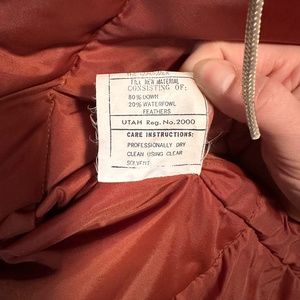 ALL NEW MATERIAL
CONSISTING OF:
80% DOWN
20% WATERFOWL
FEATHERS
UTAH Reg. No. 2000
CARE INSTRUCTIONS:
PROFESSIONALLY DRY
CLEAN USING CLEAR
SOLVENT